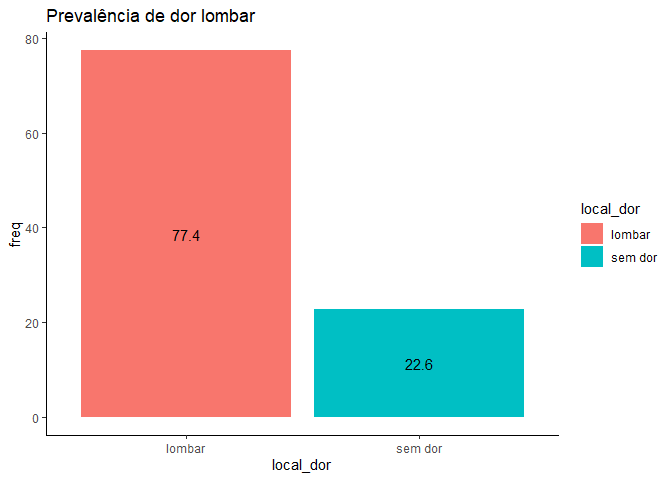 Prevalência de dor lombar
80
60
40
20
0
freq
77.4
22.6
lombar
sem dor
local_dor
local_dor
lombar
sem dor